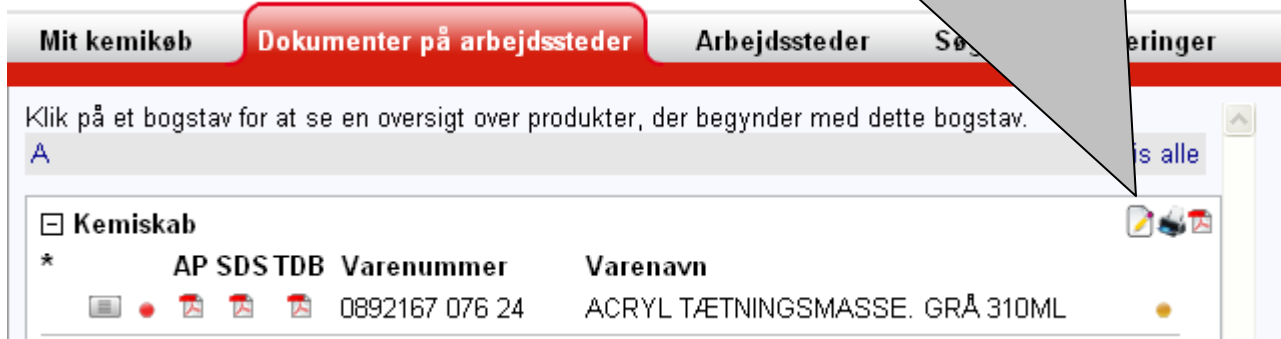 Mit kemikøb Dokumenter på arbejdssteder Arbejdssteder
Klik på et bogstav for at se en oversigt over produkter, der begynder med dette bogstav.
A alle
Kemiskab
* AP SDS TDB Varenummer Varenavn
0892167 076 24 ACRYL TÆTNINGSMASSE. GRÅ 310ML